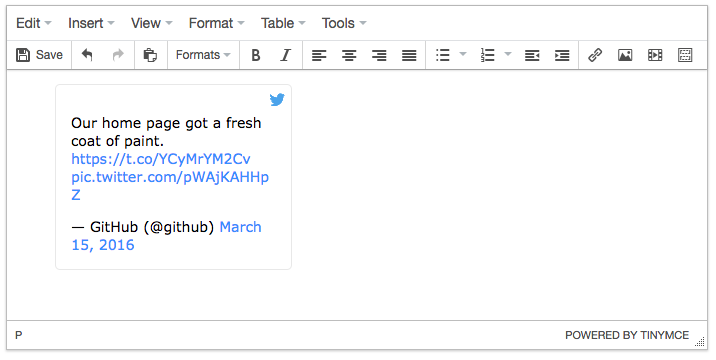 Edit Insert View Format Table Tools
Save Formats B I
Our home page got a fresh
coat of paint.
https://t.co/YCyMrYM2Cv
pic.twitter.com/pWAjKAHHp
Z
— GitHub (@github) March
15, 2016
P POWERED BY TINYMCE